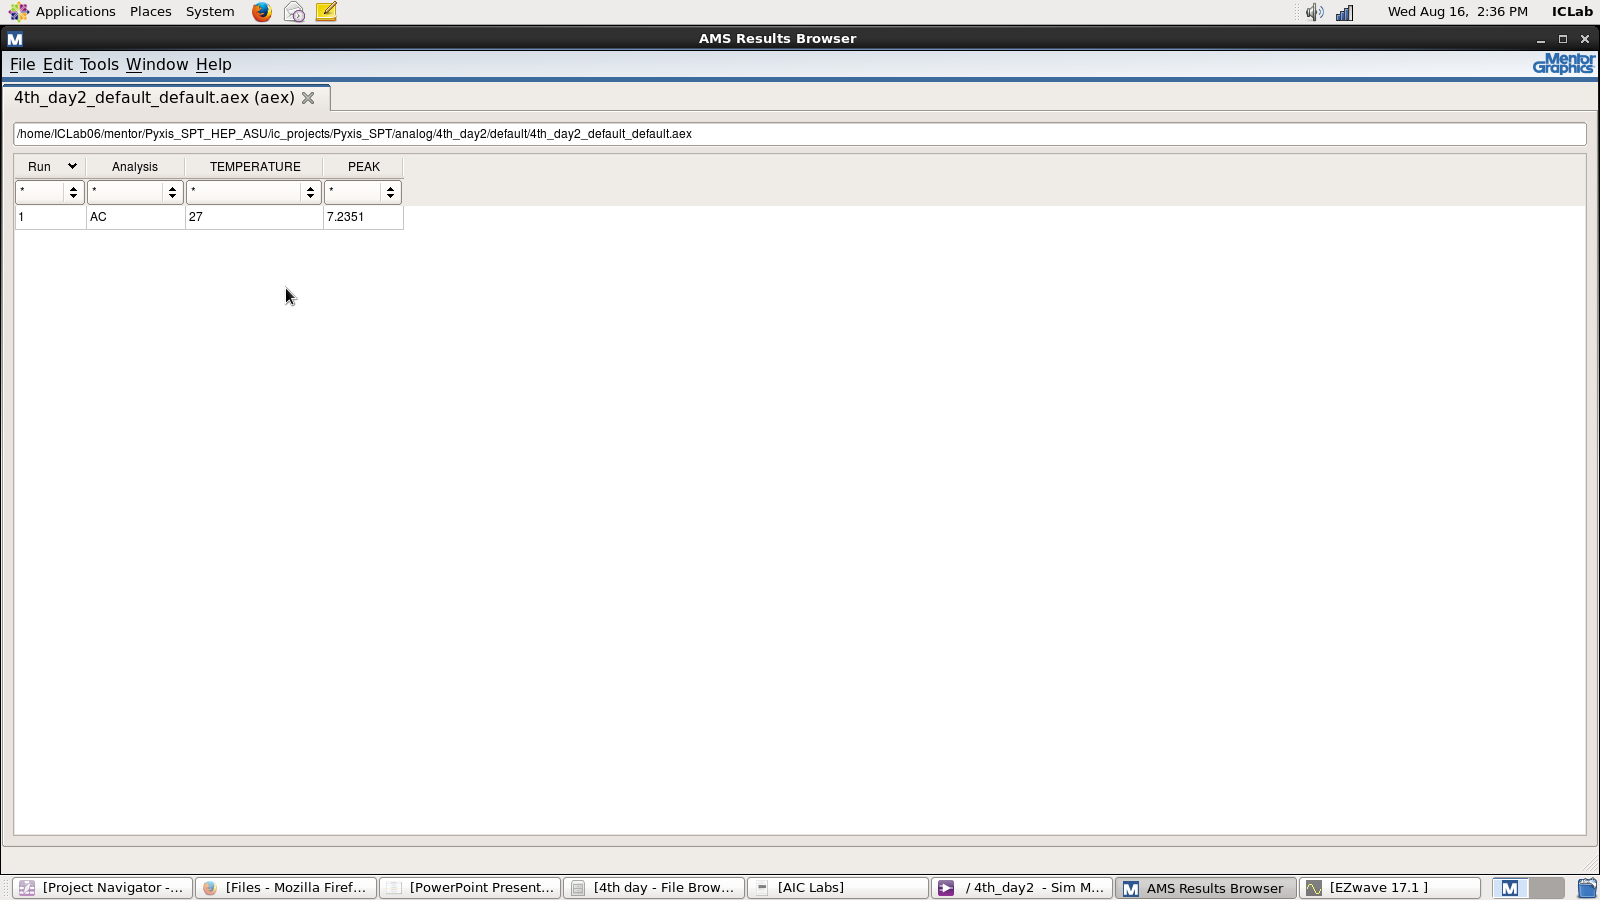 Applications Places System Wed Aug 16, 2:36 PM ICLab
M AMS Results Browser
File Edit Tools Window Help Mentor Graphics
4th_day2_default_default.aex (aex)
/home/ICLab06/mentor/Pyxis_SPT_HEP_ASU/ic_projects/Pyxis_SPT/analog/4th_day2/default/4th_day2_default_default.aex
Run Analysis TEMPERATURE PEAK
* * * *
1 AC 27 7.2351
[Project Navigator -... [Files - Mozilla Firef... [PowerPoint Present... [4th day - File Brow... [AIC Labs] / 4th_day2 - Sim M... M AMS Results Browser [EZwave 17.1 ] M